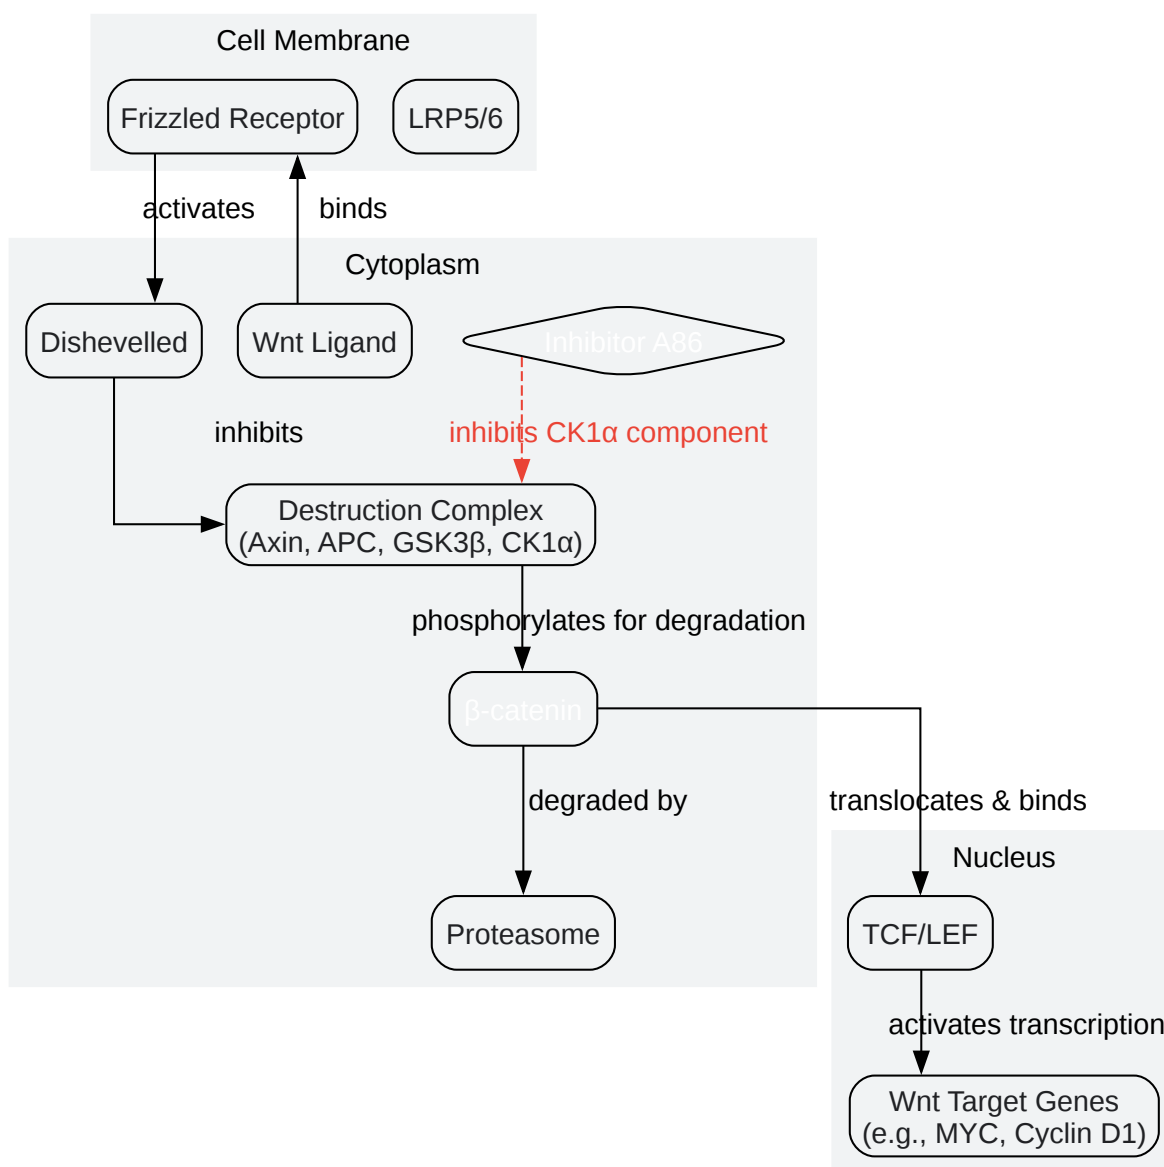 Cell Membrane
Frizzled Receptor
LRP5/6
activates
binds
Cytoplasm
Dishevelled
Wnt Ligand
Inhibitor A86
inhibits
inhibits CK1α component
Destruction Complex
(Axin, APC, GSK3β, CK1α)
phosphorylates for degradation
β-catenin
degraded by
translocates & binds
Nucleus
Proteasome
TCF/LEF
activates transcription
Wnt Target Genes
(e.g., MYC, Cyclin D1)